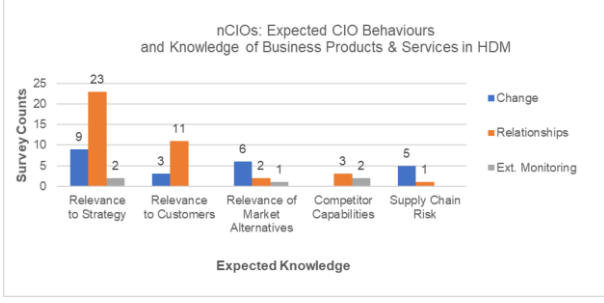 nCIOs: Expected CIO Behaviours
and Knowledge of Business Products & Services in HDM
Survey Counts
25
20
15
10
5
0
9
23
2
3
11
6
2
1
3
2
5
1
Relevance
to Strategy
Relevance
to Customers
Relevance of
Market
Alternatives
Competitor
Capabilities
Supply Chain
Risk
Expected Knowledge
Change
Relationships
Ext. Monitoring